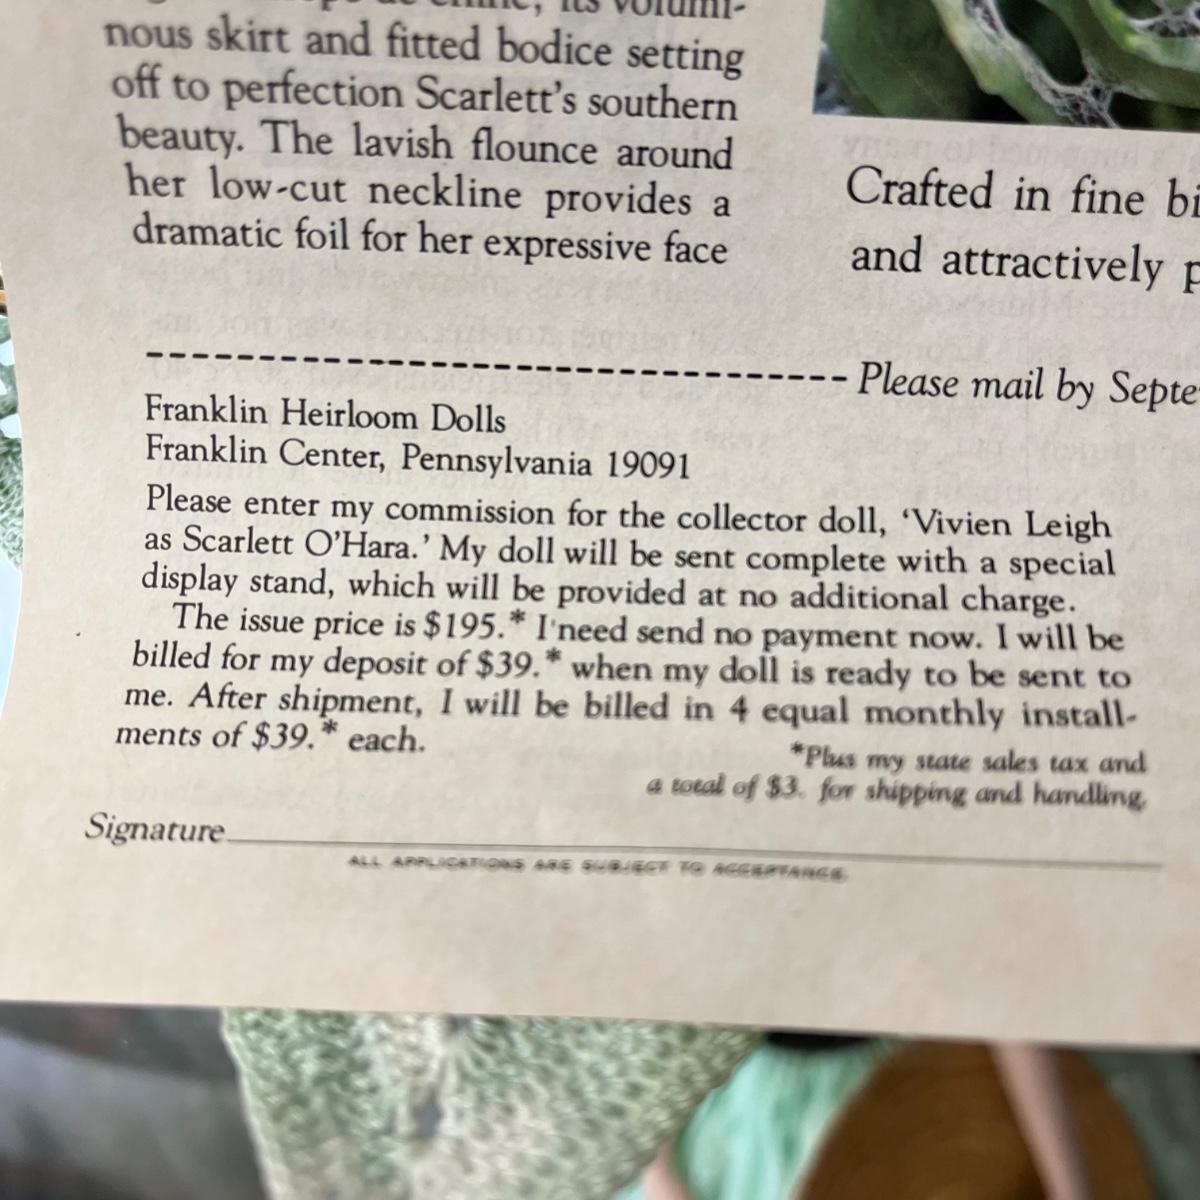 its volumi-
nous skirt and fitted bodice setting
off to perfection Scarlett's southern
beauty. The lavish flounce around
her low-cut neckline provides a
dramatic foil for her expressive face
Crafted in fine
and attractively
Please mail by
Franklin Heirloom Dolls
Franklin Center, Pennsylvania 19091
Please enter my commission for the collector doll, ‘Vivien Leigh
as Scarlett O’Hara.’ My doll will be sent complete with a special
display stand, which will be provided at no additional charge.
The issue price is $195.* I need send no payment now. I will be
billed for my deposit of $39.* when my doll is ready to be sent to
me. After shipment, I will be billed in 4 equal monthly install-
ments of $39.* each.
*Plus my state sales tax and
a total of $3. for shipping and handling.
Signature
ALL APPLICATIONS ARE SUBJECT TO ACCEPTANCE.